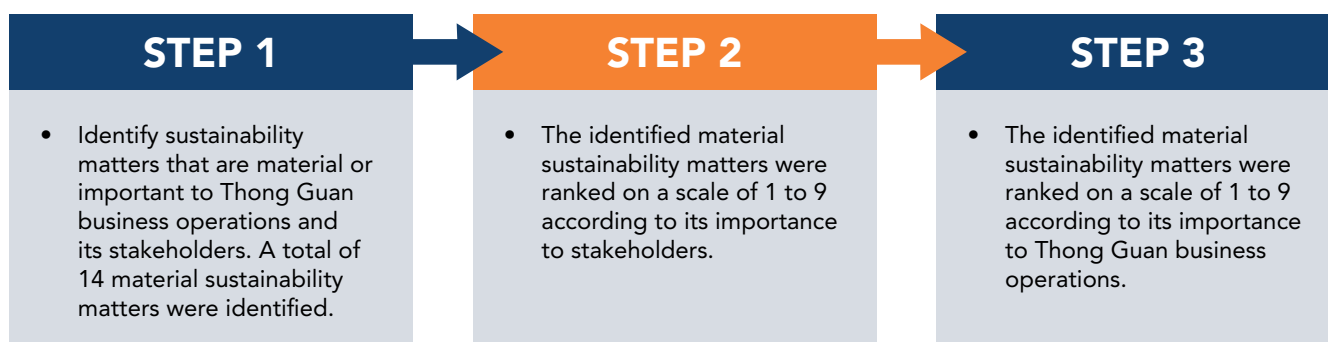 STEP 1
• Identify sustainability
matters that are material or
important to Thong Guan
business operations and
its stakeholders. A total of
14 material sustainability
matters were identified.
STEP 2
• The identified material
sustainability matters were
ranked on a scale of 1 to 9
according to its importance
to stakeholders.
STEP 3
• The identified material
sustainability matters were
ranked on a scale of 1 to 9
according to its importance
to Thong Guan business
operations.